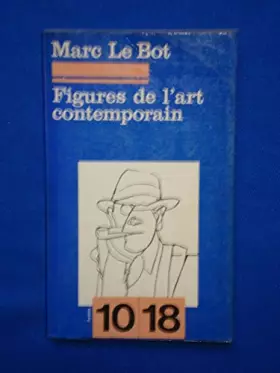 Marc Le Bot
Figures de l'art
contemporain
10 18